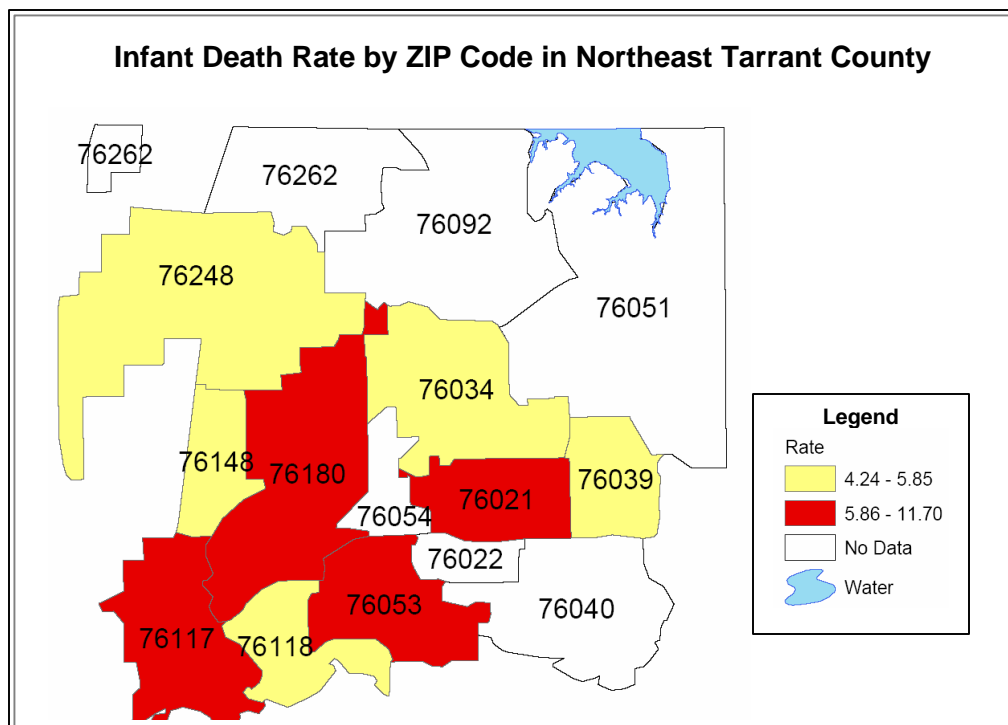 Infant Death Rate by ZIP Code in Northeast Tarrant County
76262
76262
76092
76248
76051
76034
76148
76180
76039
76021
76054
76022
76053
76040
76117
76118
Legend
Rate
4.24 - 5.85
5.86 - 11.70
No Data
Water